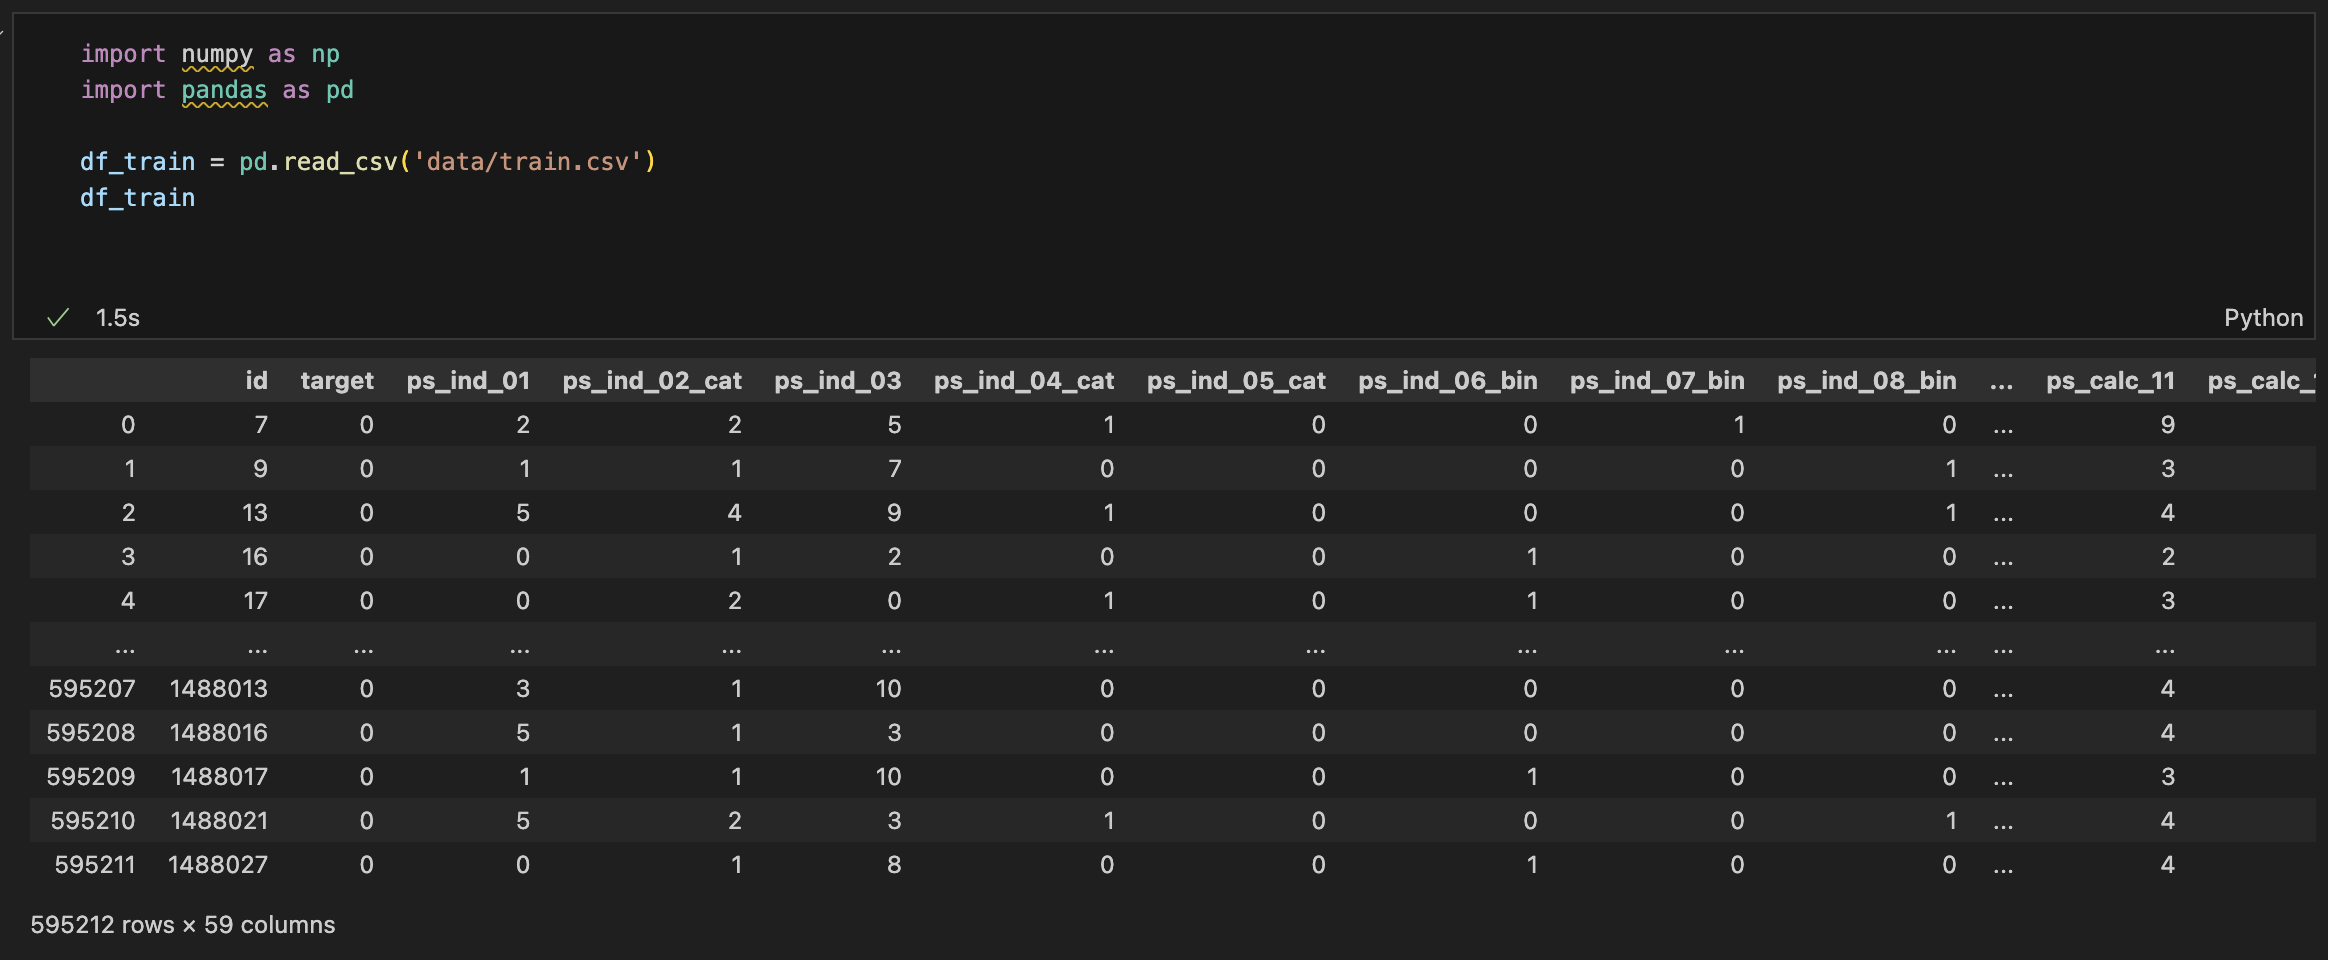 import numpy as np
import pandas as pd
df_train = pd.read_csv('data/train.csv')
df_train
1.5s Python
id target ps_ind_01 ps_ind_02_cat ps_ind_03 ps_ind_04_cat ps_ind_05_cat ps_ind_06_bin ps_ind_07_bin ps_ind_08_bin ... ps_calc_11 ps_calc_
0 7 0 2 2 5 1 0 0 1 0 ... 9
1 9 0 1 1 7 0 0 0 0 1 ... 3
2 13 0 5 4 9 1 0 0 0 1 ... 4
3 16 0 0 1 2 0 0 1 0 0 ... 2
4 17 0 0 2 0 1 0 1 0 0 ... 3
... ... ... ... ... ... ... ... ... ... ... ... ...
595207 1488013 0 3 1 10 0 0 0 0 0 ... 4
595208 1488016 0 5 1 3 0 0 0 0 0 ... 4
595209 1488017 0 1 1 10 0 0 1 0 0 ... 3
595210 1488021 0 5 2 3 1 0 0 0 1 ... 4
595211 1488027 0 0 1 8 0 0 1 0 0 ... 4
595212 rows × 59 columns